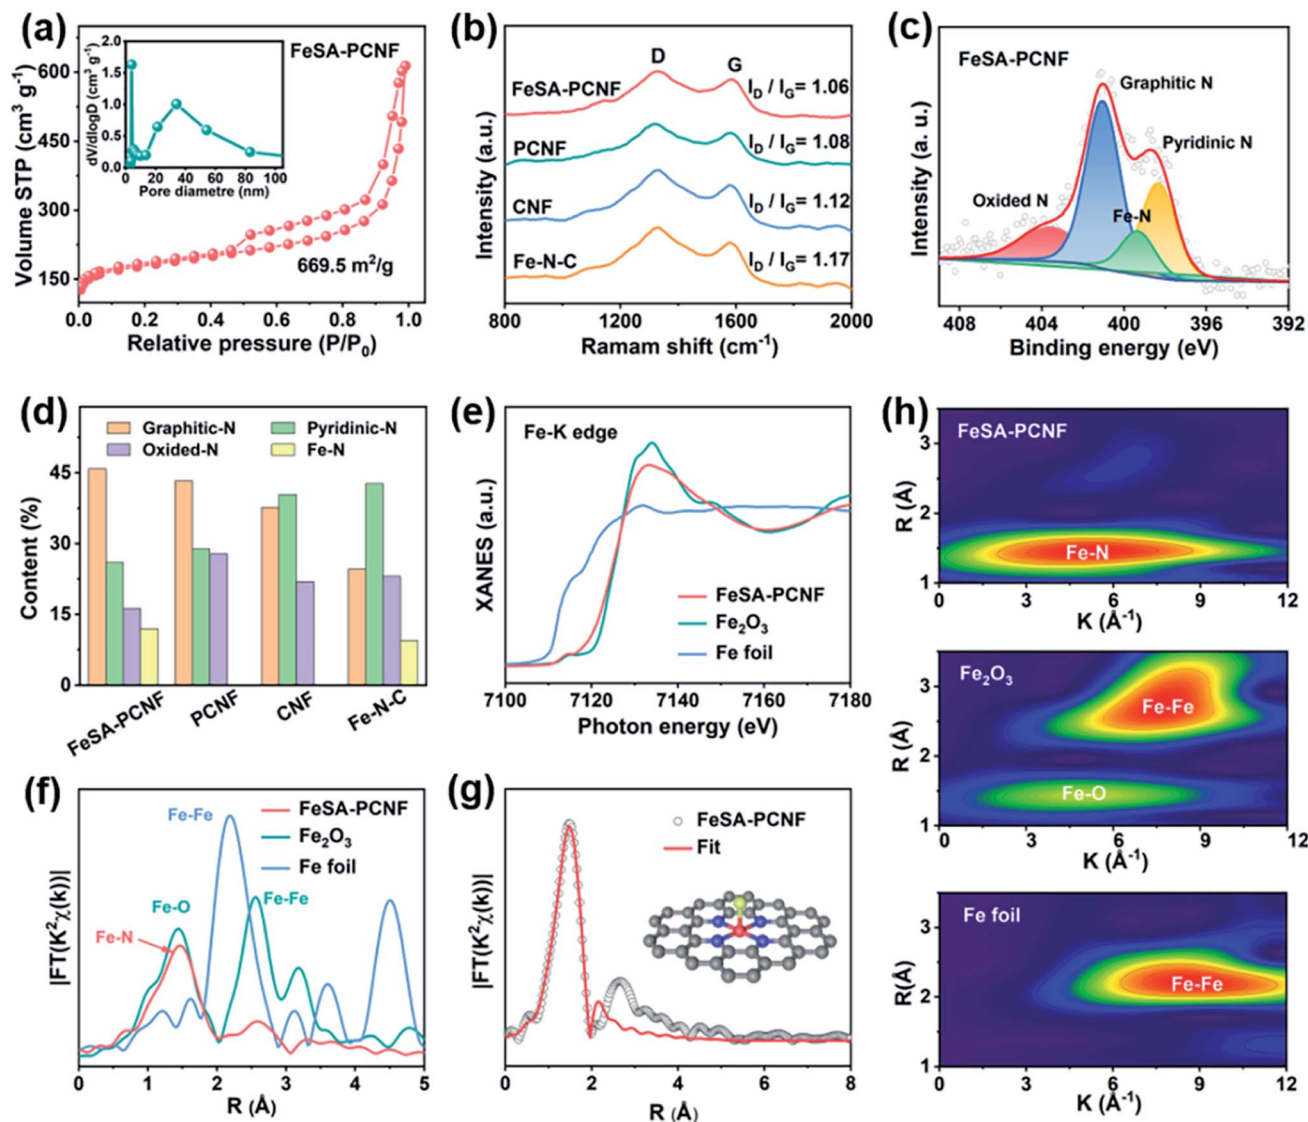 (a)
FeSA-PCNF
Volume STP (cm³ g⁻¹)
600
450
300
150
0.0 0.2 0.4 0.6 0.8 1.0
Relative pressure (P/P₀)
669.5 m²/g
dV/dlogD (cm³ g⁻¹)
2.0
1.5
1.0
0.5
0.0
0 20 40 60 80 100
Pore diametre (nm)
(b)
D
G
FeSA-PCNF I_D / I_G= 1.06
PCNF I_D / I_G= 1.08
CNF I_D / I_G= 1.12
Fe-N-C I_D / I_G= 1.17
Intensity (a.u.)
800 1200 1600 2000
Ramam shift (cm⁻¹)
(c)
FeSA-PCNF
Graphitic N
Pyridinic N
Oxided N
Fe-N
Intensity (a. u.)
408 404 400 396 392
Binding energy (eV)
(d)
Graphitic-N Pyridinic-N
Oxided-N Fe-N
Content (%)
45
30
15
0
FeSA-PCNF
PCNF
CNF
Fe-N-C
(e)
Fe-K edge
XANES (a.u.)
FeSA-PCNF
Fe₂O₃
Fe foil
7100 7120 7140 7160 7180
Photon energy (eV)
(f)
FeSA-PCNF
Fe₂O₃
Fe foil
Fe-Fe
Fe-O
Fe-Fe
Fe-N
|FT(K²χ(k))|
0 1 2 3 4 5
R (Å)
(g)
FeSA-PCNF
Fit
|FT(K²χ(k))|
0 2 4 6 8
R (Å)
(h)
FeSA-PCNF
Fe-N
R (Å)
3
2
1
0 3 6 9 12
K (Å⁻¹)
Fe₂O₃
Fe-Fe
Fe-O
R (Å)
3
2
1
0 3 6 9 12
K (Å⁻¹)
Fe foil
Fe-Fe
R(Å)
3
2
1
0 3 6 9 12
K (Å⁻¹)